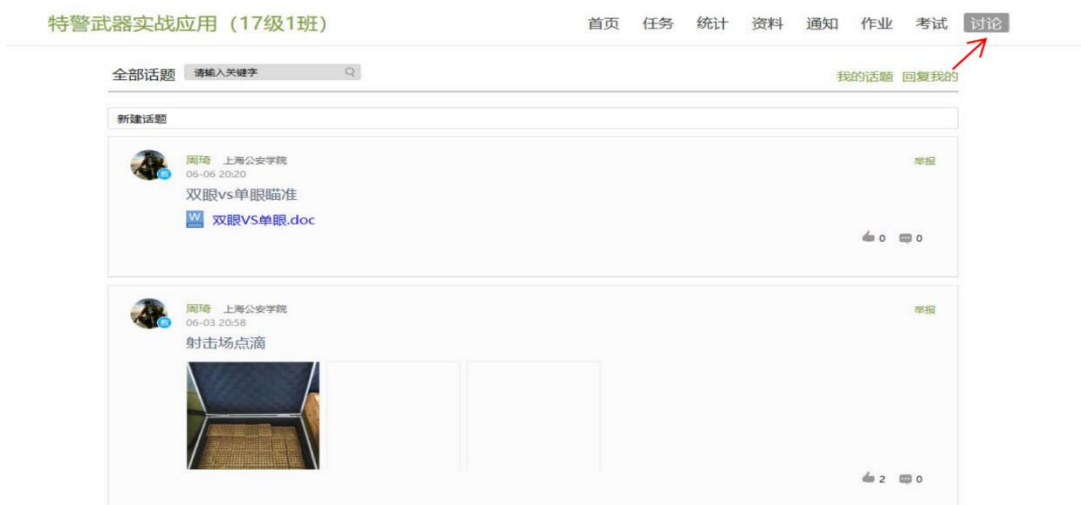 特警武器实战应用（17级1班） 首页 任务 统计 资料 通知 作业 考试 讨论
全部话题 请输入关键字 我的话题 回复我的
新建话题
周琦 上海公安学院 举报
06-06 20:20
双眼vs单眼瞄准
双眼VS单眼.doc
0 0
周琦 上海公安学院 举报
06-03 20:58
射击场点滴
2 0